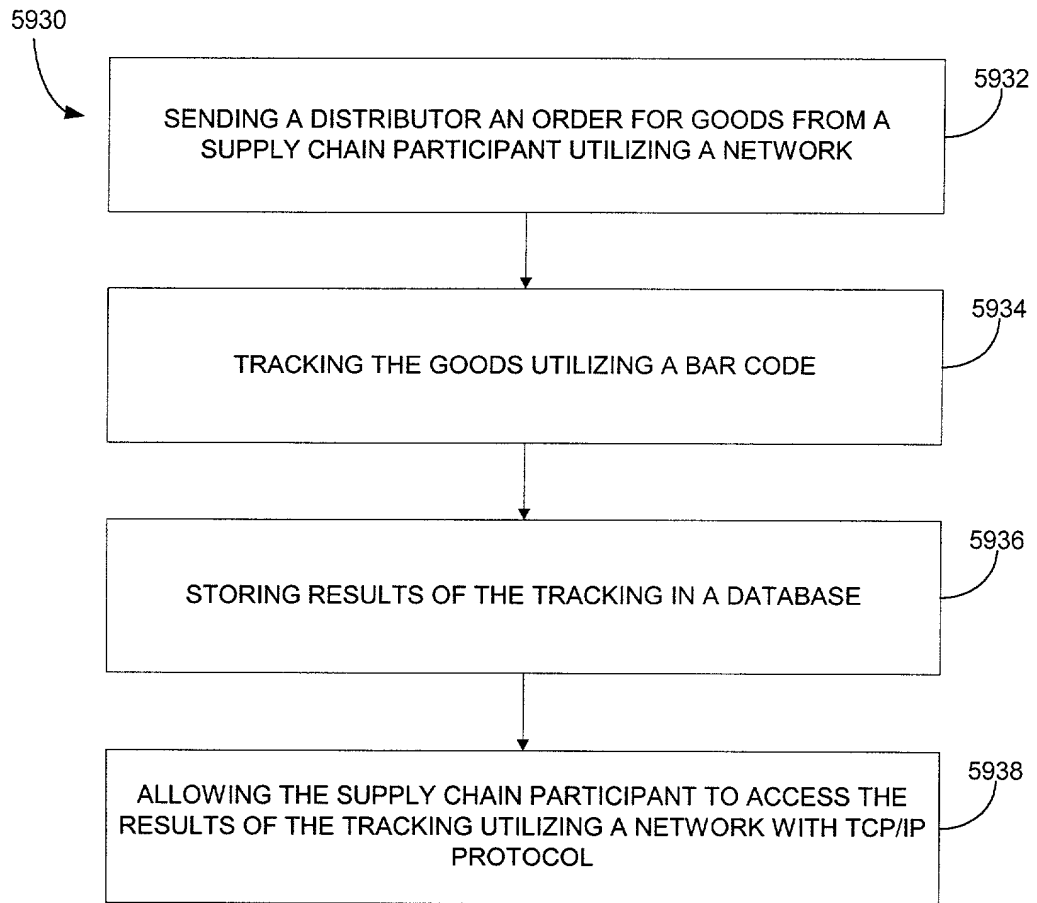 5930
5932
SENDING A DISTRIBUTOR AN ORDER FOR GOODS FROM A
SUPPLY CHAIN PARTICIPANT UTILIZING A NETWORK
5934
TRACKING THE GOODS UTILIZING A BAR CODE
5936
STORING RESULTS OF THE TRACKING IN A DATABASE
5938
ALLOWING THE SUPPLY CHAIN PARTICIPANT TO ACCESS THE
RESULTS OF THE TRACKING UTILIZING A NETWORK WITH TCP/IP
PROTOCOL